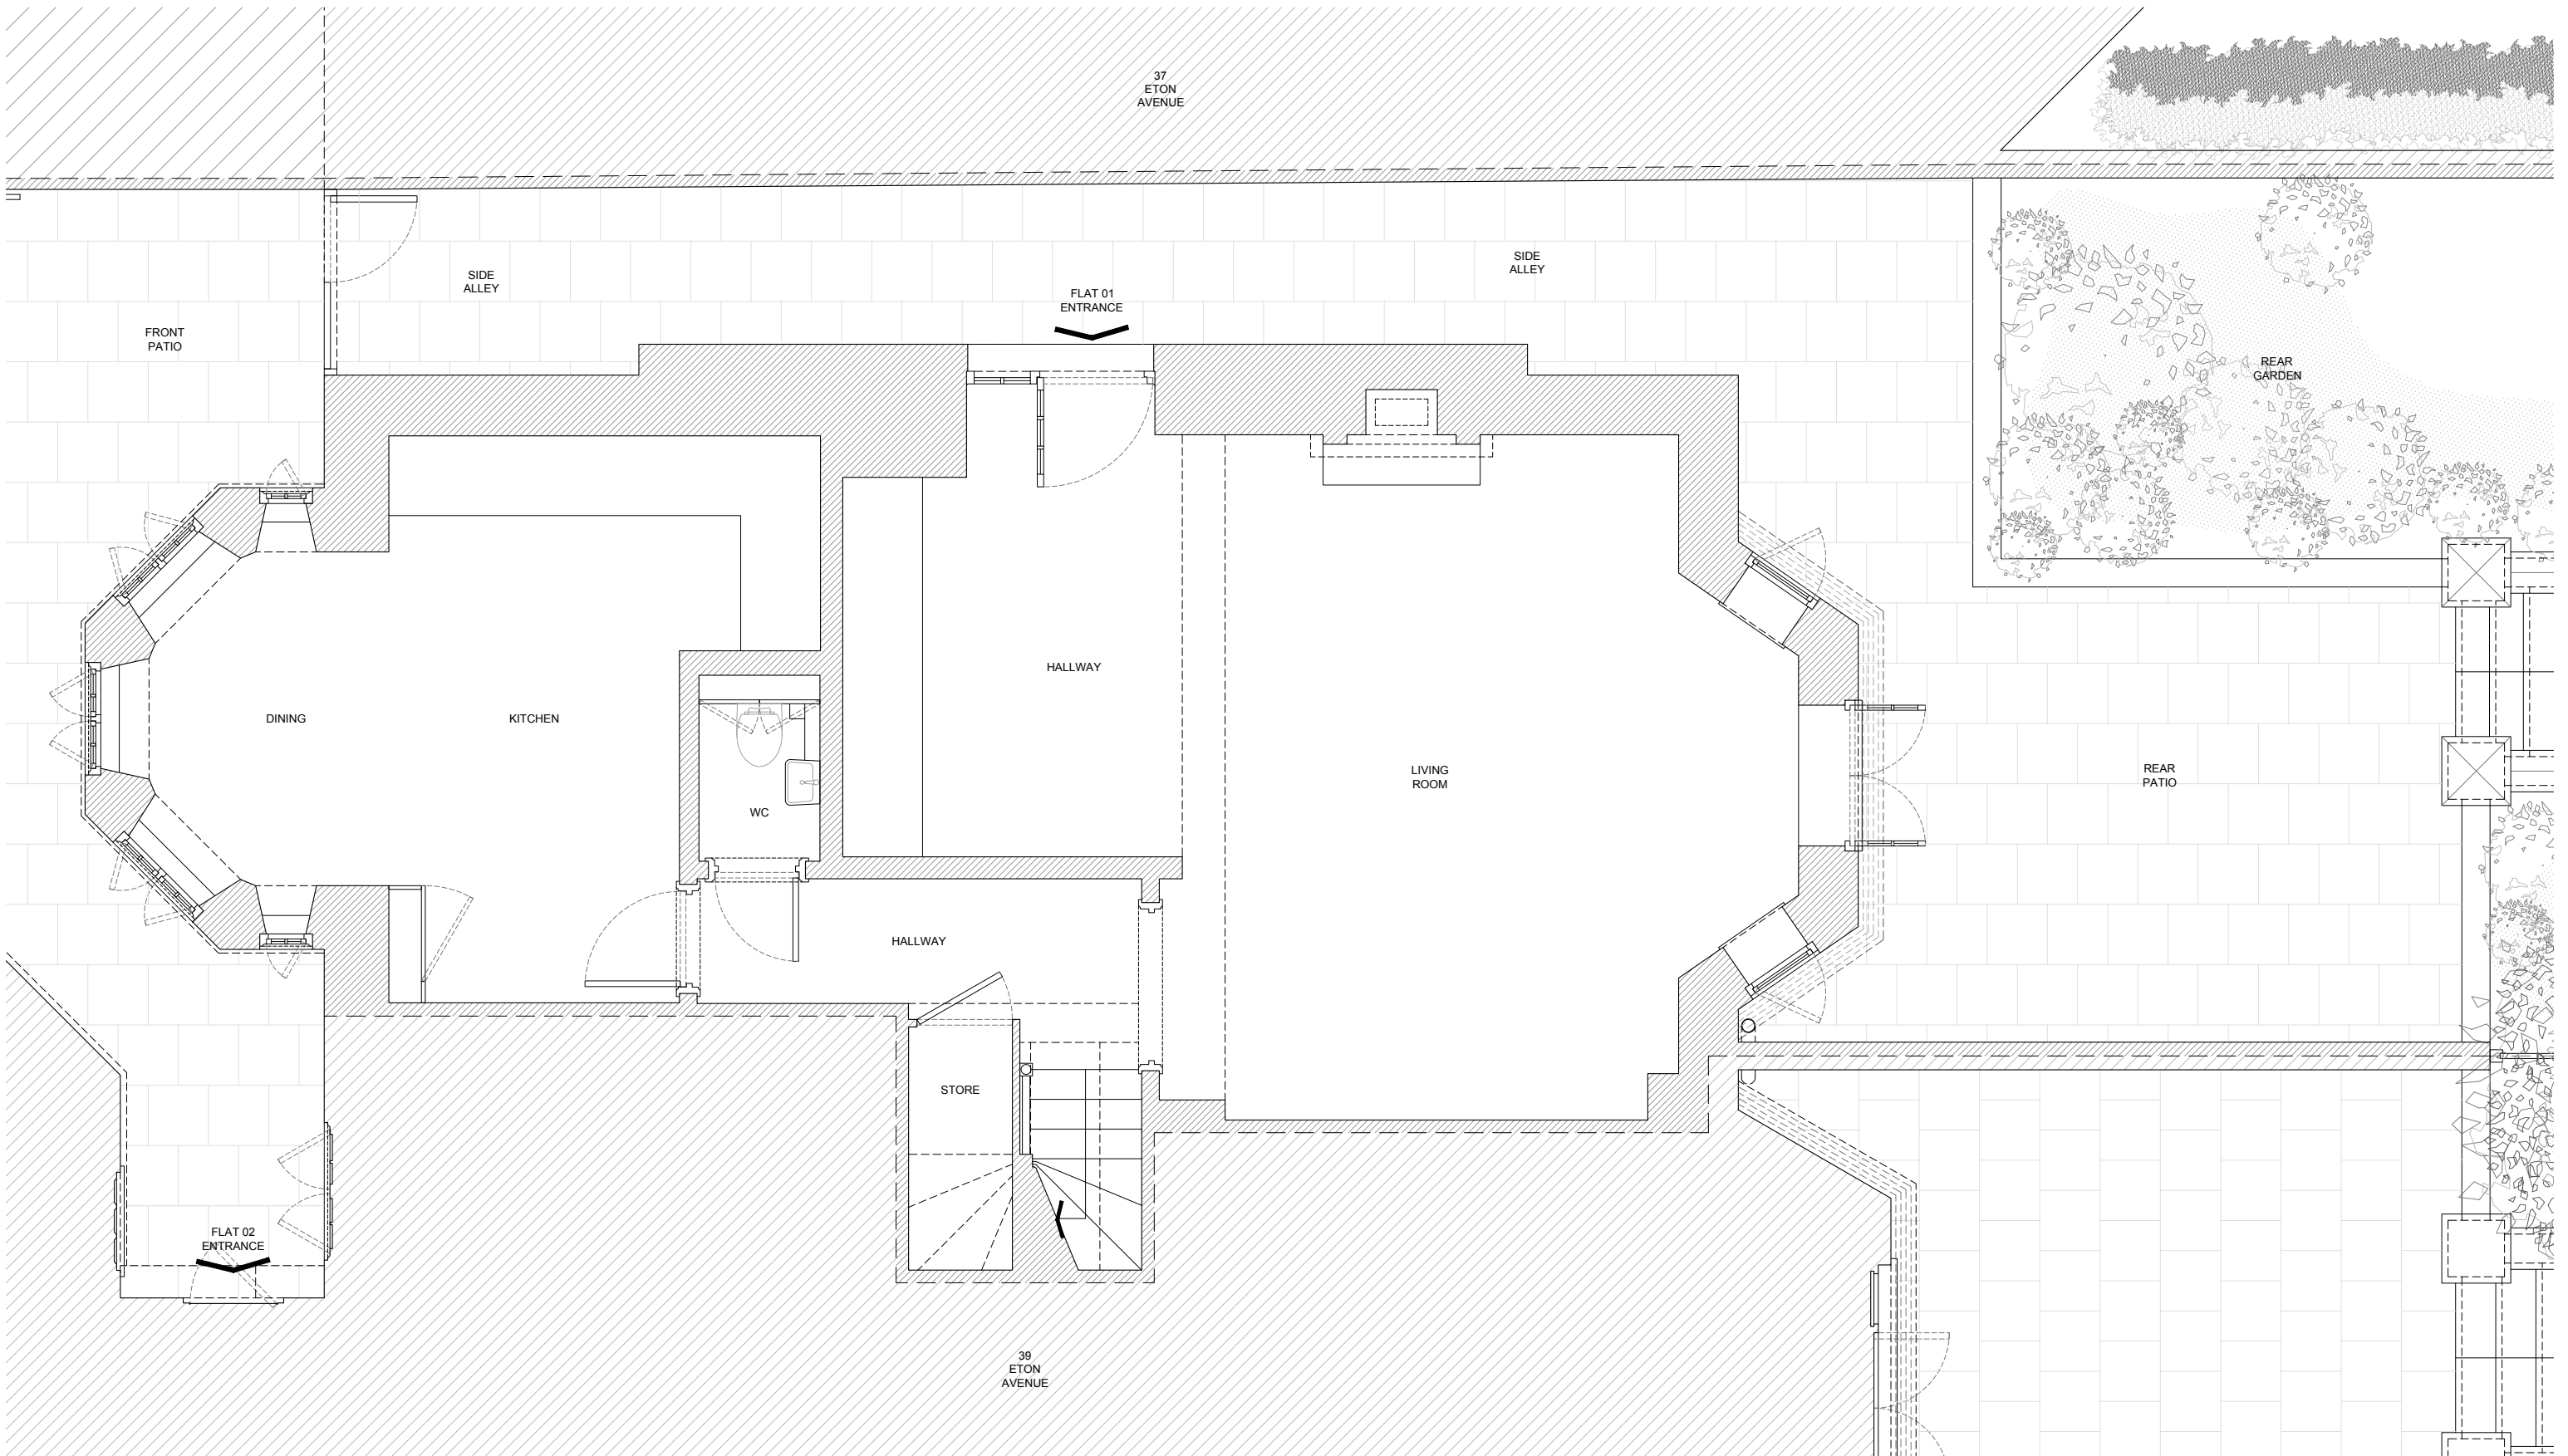 37
ETON
AVENUE
SIDE
ALLEY
SIDE
ALLEY
FLAT 01
ENTRANCE
FRONT
PATIO
REAR
GARDEN
HALLWAY
DINING
KITCHEN
LIVING
ROOM
REAR
PATIO
WC
HALLWAY
STORE
FLAT 02
ENTRANCE
39
ETON
AVENUE